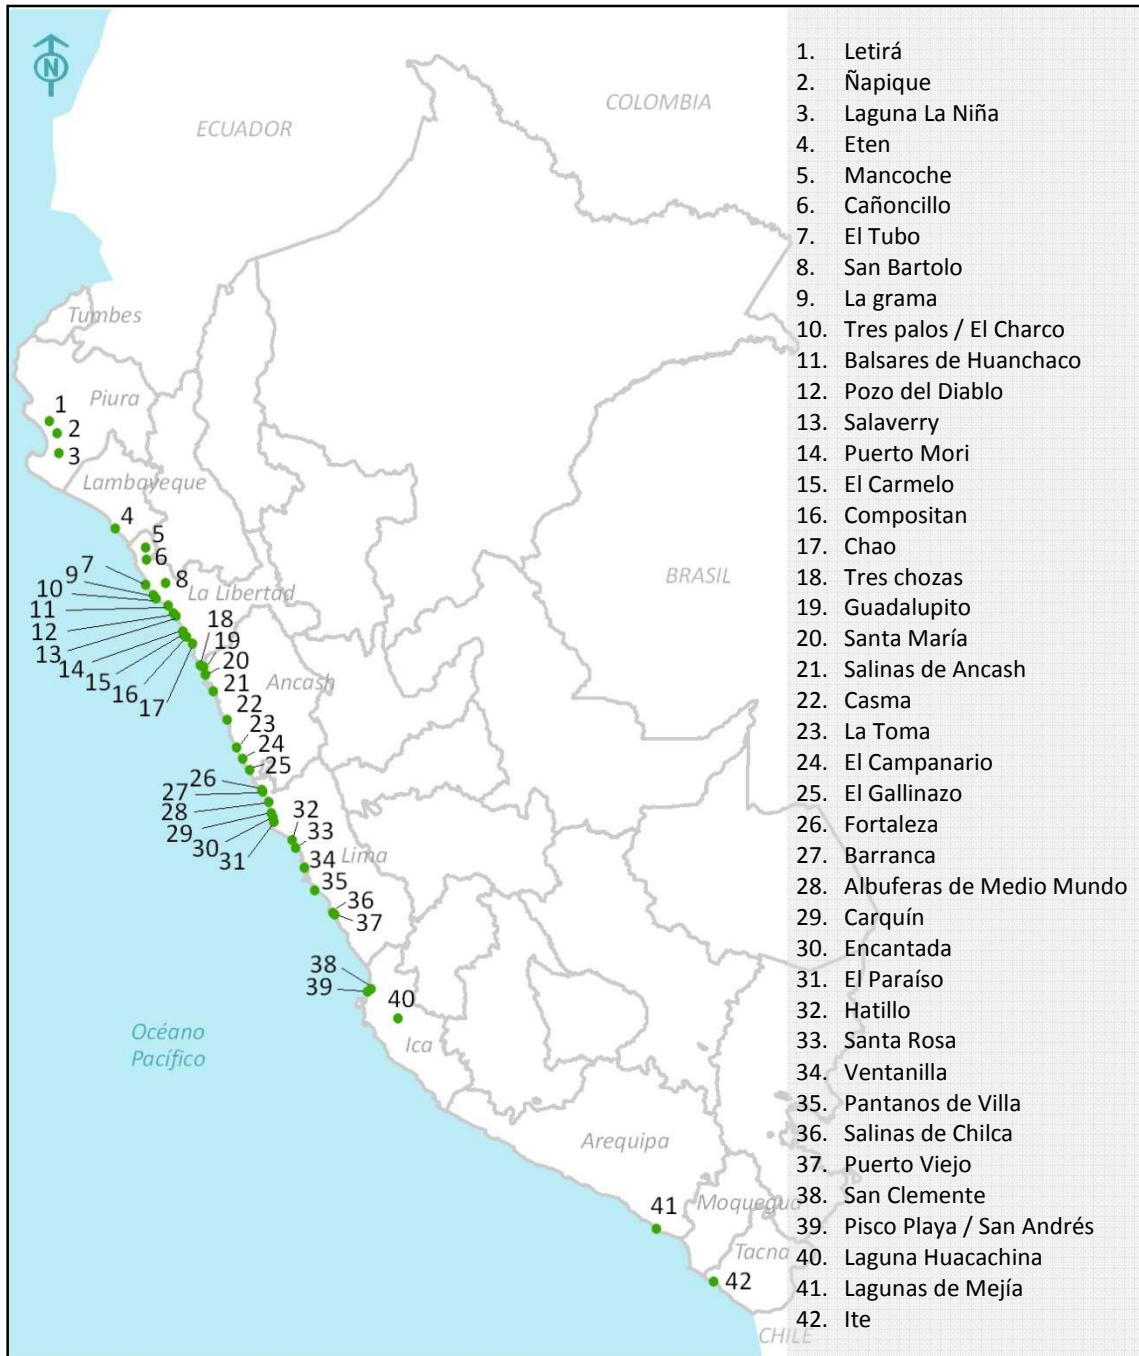 N
COLOMBIA
ECUADOR
Tumbes
Piura
1
2
3
Lambayeque
4
5
6
7
8
9
10
La Libertad
11
12
13
14
15
16
17
18
19
20
Ancash
21
22
23
24
25
26
27
28
29
30
31
32
33
Lima
34
35
36
37
38
39
40
Ica
BRASIL
Océano
Pacífico
Arequipa
41
Moquegua
Tacna
42
CHILE
1. Letirá
2. Ñapique
3. Laguna La Niña
4. Eten
5. Mancoche
6. Cañoncillo
7. El Tubo
8. San Bartolo
9. La grama
10. Tres palos / El Charco
11. Balsares de Huanchaco
12. Pozo del Diablo
13. Salaverry
14. Puerto Mori
15. El Carmelo
16. Compositan
17. Chao
18. Tres chozas
19. Guadalupito
20. Santa María
21. Salinas de Ancash
22. Casma
23. La Toma
24. El Campanario
25. El Gallinazo
26. Fortaleza
27. Barranca
28. Albuferas de Medio Mundo
29. Carquín
30. Encantada
31. El Paraíso
32. Hatillo
33. Santa Rosa
34. Ventanilla
35. Pantanos de Villa
36. Salinas de Chilca
37. Puerto Viejo
38. San Clemente
39. Pisco Playa / San Andrés
40. Laguna Huacachina
41. Lagunas de Mejía
42. Ite